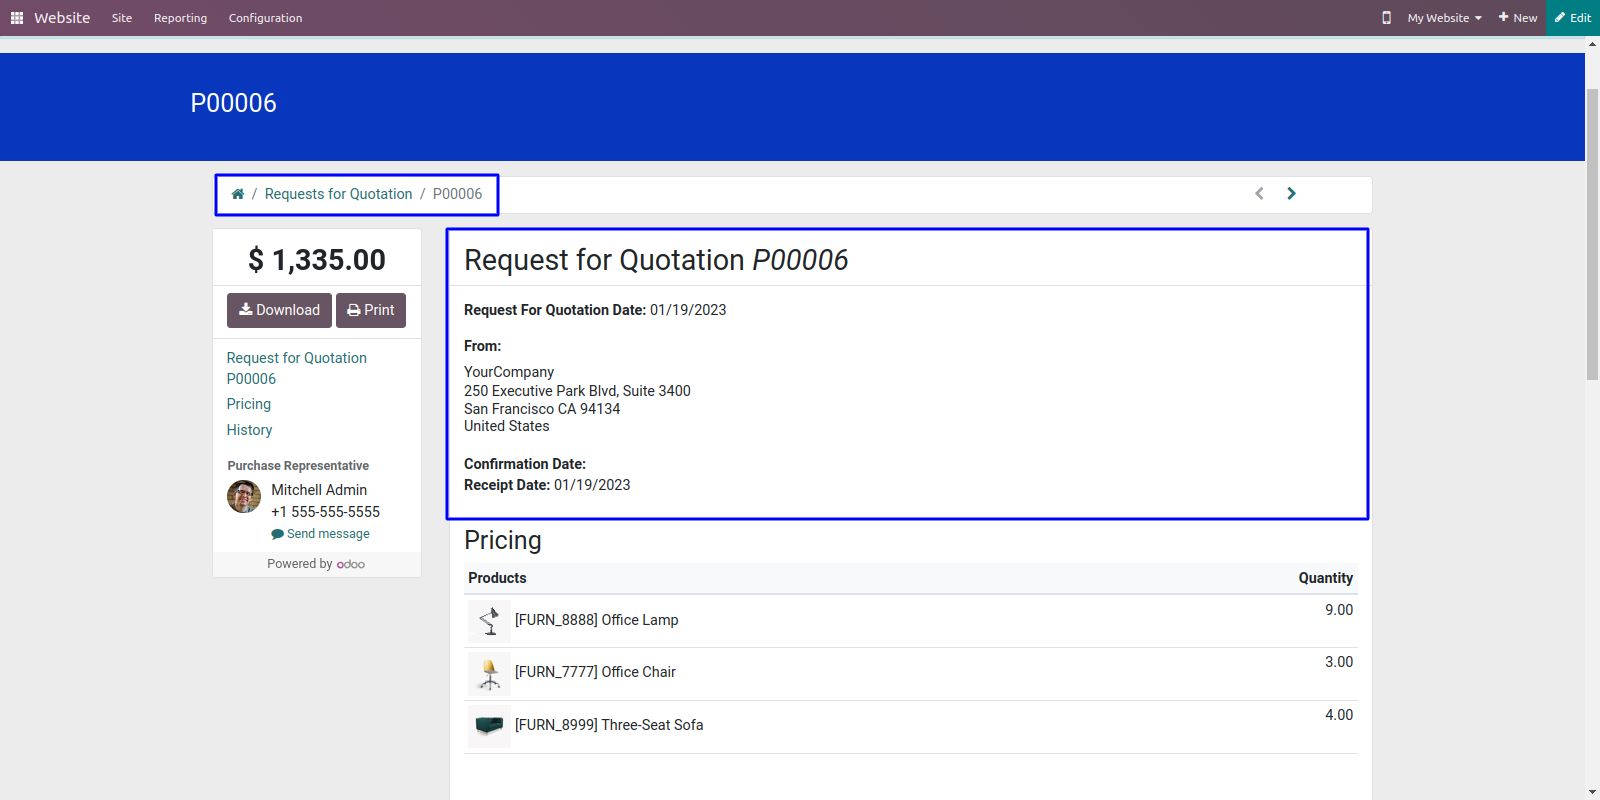 Website Site Reporting Configuration My Website New Edit
P00006
/ Requests for Quotation / P00006
$ 1,335.00
Download Print
Request for Quotation
P00006
Pricing
History
Purchase Representative
Mitchell Admin
+1 555-555-5555
Send message
Powered by odoo
Request for Quotation P00006
Request For Quotation Date: 01/19/2023
From:
YourCompany
250 Executive Park Blvd, Suite 3400
San Francisco CA 94134
United States
Confirmation Date:
Receipt Date: 01/19/2023
Pricing
Products Quantity
[FURN_8888] Office Lamp 9.00
[FURN_7777] Office Chair 3.00
[FURN_8999] Three-Seat Sofa 4.00